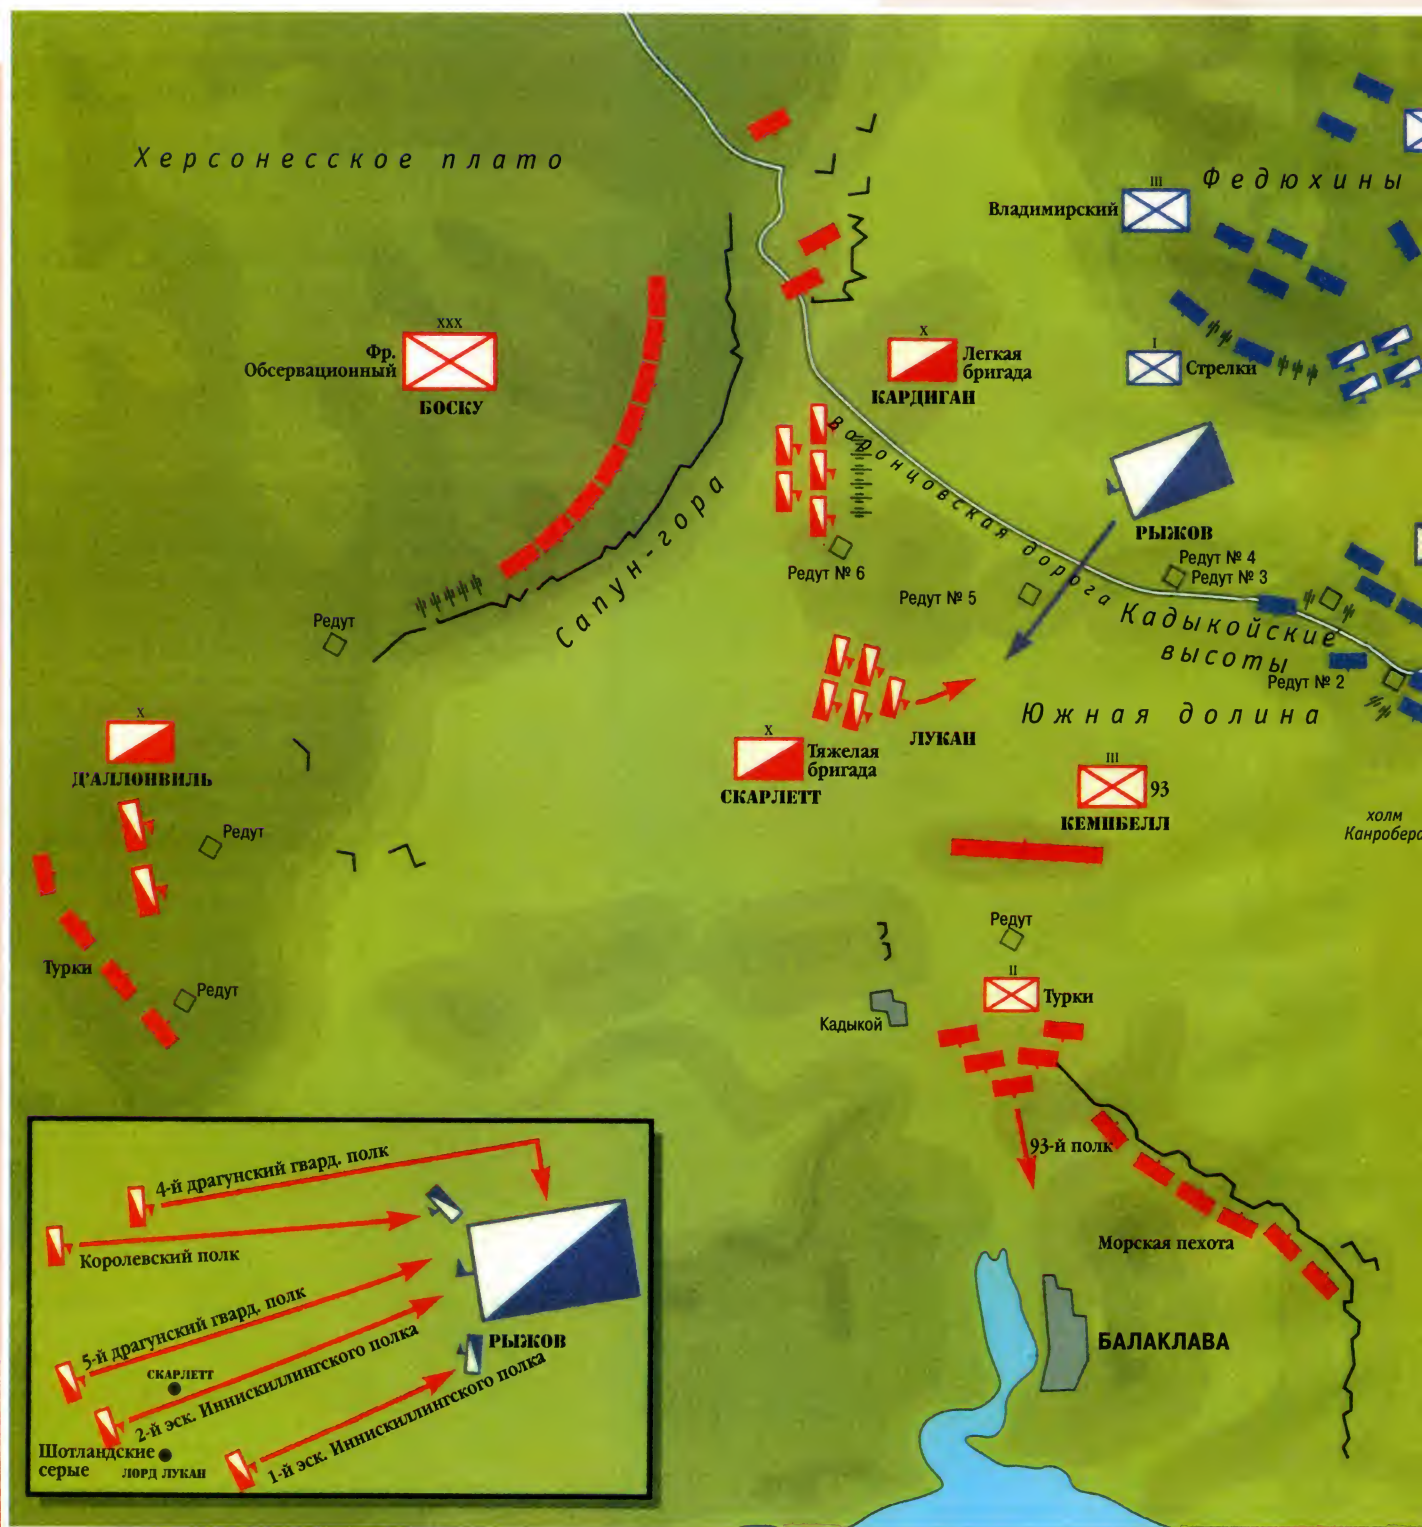 Херсонесское плато
Федюхины
III
Владимирский
XXX
Фр.
Обсервационный
БОСКУ
X
Легкая
бригада
КАРДИГАН
I
Стрелки
Воронцовская дорога
РЫЖОВ
Сапун-гора
Редут № 6
Редут № 5
Редут № 4
Редут № 3
Кадыкойские
высоты
Редут № 2
Редут
Южная долина
X
Д'АЛЛОНВИЛЬ
ЛУКАН
X
Тяжелая
бригада
СКАРЛЕТТ
III
93
КЕМПБЕЛЛ
холм
Канробера
Редут
Редут
Турки
Редут
II
Турки
Кадыкой
93-й полк
Морская пехота
БАЛАКЛАВА
4-й драгунский гвард. полк
Королевский полк
5-й драгунский гвард. полк
РЫЖОВ
СКАРЛЕТТ
2-й эск. Иннискиллингского полка
Шотландские
серые
ЛОРД ЛУКАН
1-й эск. Иннискиллингского полка